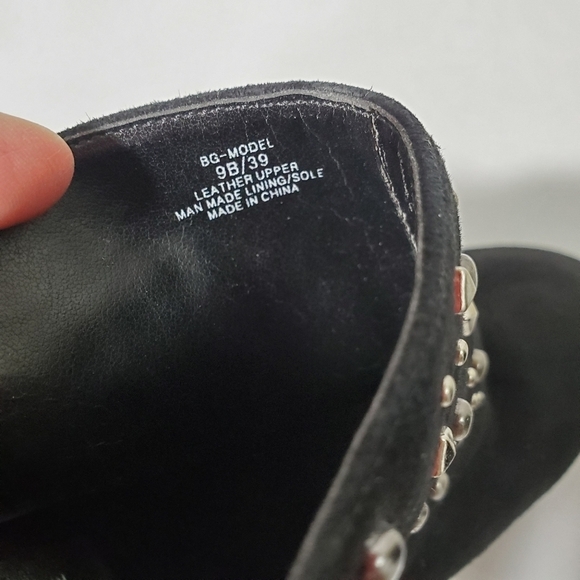 BG-MODEL
9B/39
LEATHER UPPER
MAN MADE LINING/SOLE
MADE IN CHINA